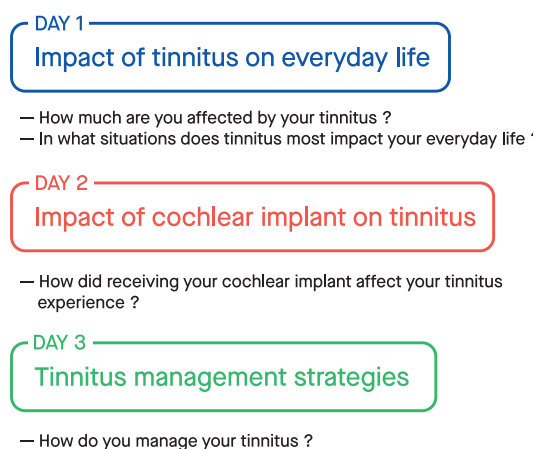 DAY 1
Impact of tinnitus on everyday life
— How much are you affected by your tinnitus ?
— In what situations does tinnitus most impact your everyday life ?
DAY 2
Impact of cochlear implant on tinnitus
— How did receiving your cochlear implant affect your tinnitus
experience ?
DAY 3
Tinnitus management strategies
— How do you manage your tinnitus ?